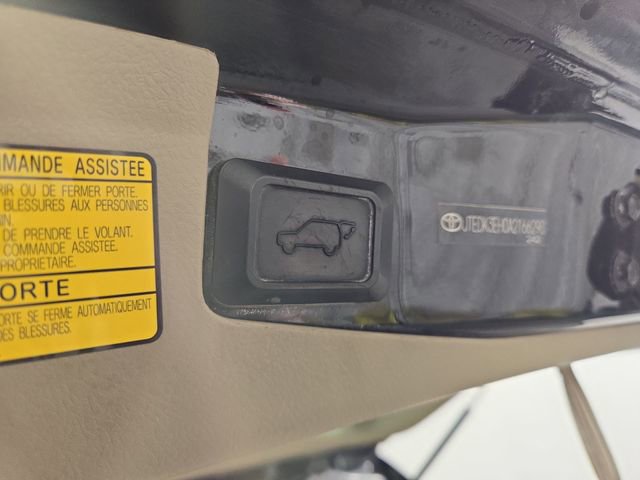 MMANDE ASSISTEE
RIR OU DE FERMER PORTE.
BLESSURES AUX PERSONNES
IN.
DE PRENDRE LE VOLANT.
COMMANDE ASSISTEE.
PROPRIETAIRE.
ORTE
ORTE SE FERME AUTOMATIQUEMENT
DES BLESSURES.